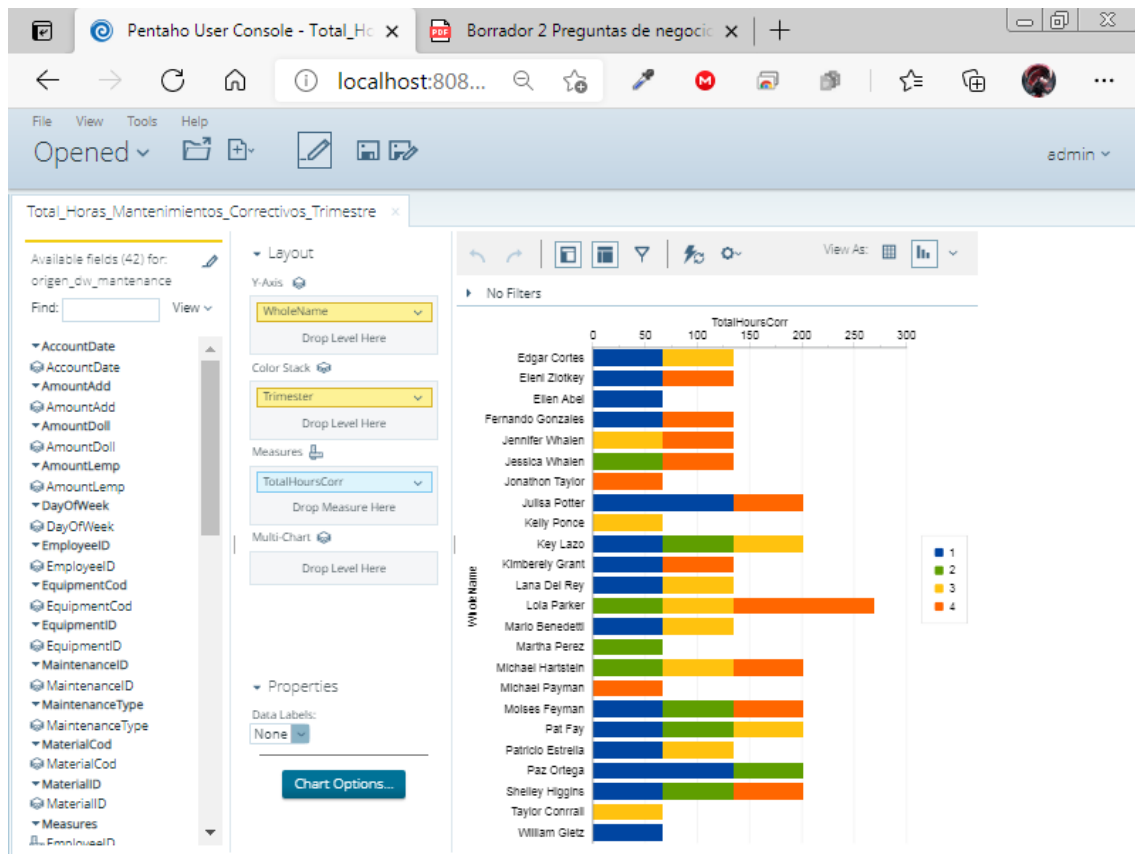 Pentaho User Console - Total_Ho
Borrador 2 Preguntas de negocio
localhost:808...
File View Tools Help
Opened
admin
Total_Horas_Mantenimientos_Correctivos_Trimestre
Available fields (42) for:
origen_dw_mantenance
Find:
View
AccountDate
AccountDate
AmountAdd
AmountAdd
AmountDoll
AmountDoll
AmountLemp
AmountLemp
DayOfWeek
DayOfWeek
EmployeeID
EmployeeID
EquipmentCod
EquipmentCod
EquipmentID
EquipmentID
MaintenanceID
MaintenanceID
MaintenanceType
MaintenanceType
MaterialCod
MaterialCod
MaterialID
MaterialID
Measures
EmployeeID
Layout
Y-Axis
WholeName
Drop Level Here
Color Stack
Trimester
Drop Level Here
Measures
TotalHoursCorr
Drop Measure Here
Multi-Chart
Drop Level Here
Properties
Data Labels:
None
Chart Options...
View As:
No Filters
TotalHoursCorr
0 50 100 150 200 250 300
WholeName
Edgar Cortes
Eleni Zlotkey
Ellen Abel
Fernando Gonzales
Jennifer Whalen
Jessica Whalen
Jonathon Taylor
Julisa Potter
Kelly Ponce
Key Lazo
Kimberely Grant
Lana Del Rey
Lola Parker
Mario Benedetti
Martha Perez
Michael Hartstein
Michael Payman
Moises Feyman
Pat Fay
Patricio Estrella
Paz Ortega
Shelley Higgins
Taylor Conrrali
William Gietz
1
2
3
4